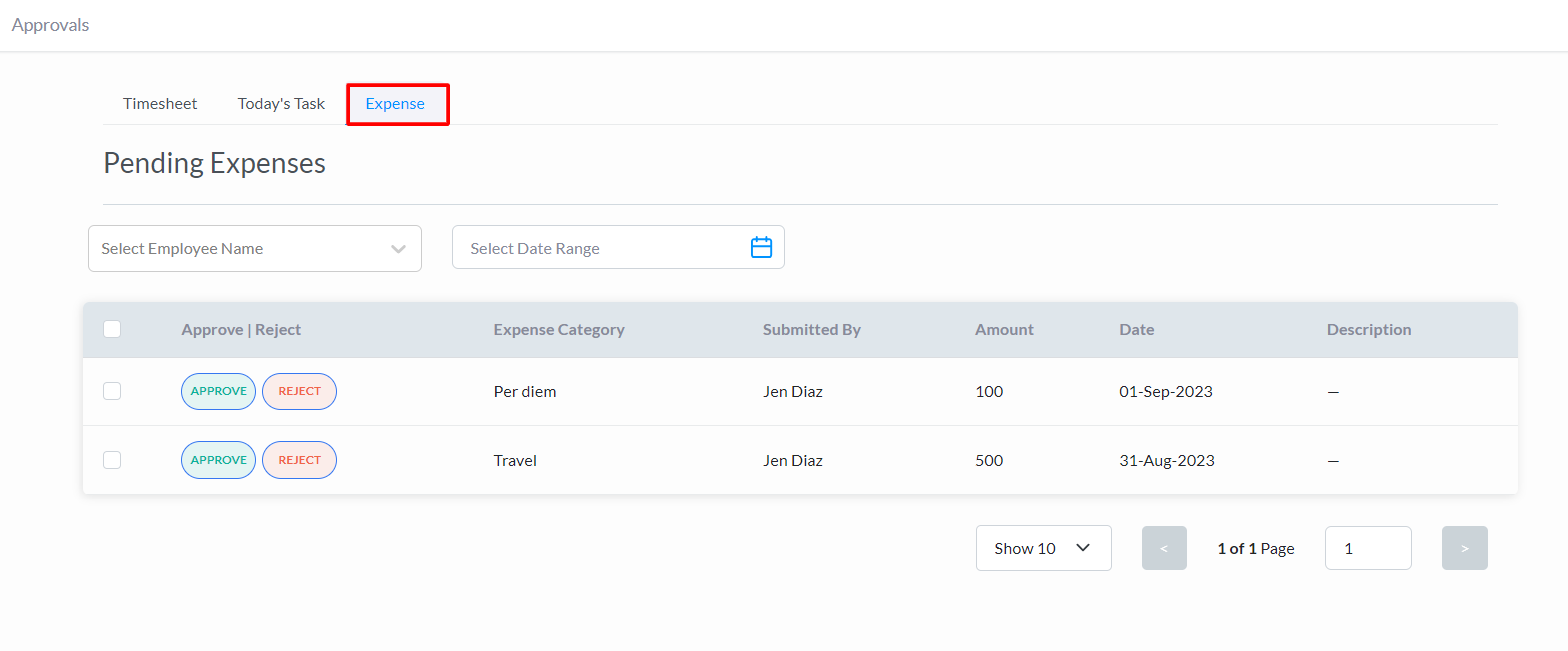 Approvals
Timesheet Today's Task Expense
Pending Expenses
Select Employee Name Select Date Range
Approve | Reject Expense Category Submitted By Amount Date Description
APPROVE REJECT Per diem Jen Diaz 100 01-Sep-2023 —
APPROVE REJECT Travel Jen Diaz 500 31-Aug-2023 —
Show 10 < 1 of 1 Page 1 >